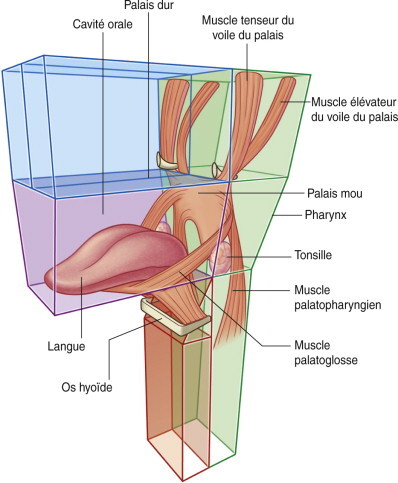 Palais dur
Cavité orale
Muscle tenseur du
voile du palais
Muscle élévateur
du voile du palais
Palais mou
Pharynx
Tonsille
Muscle
palatopharyngien
Muscle
palatoglosse
Langue
Os hyoïde